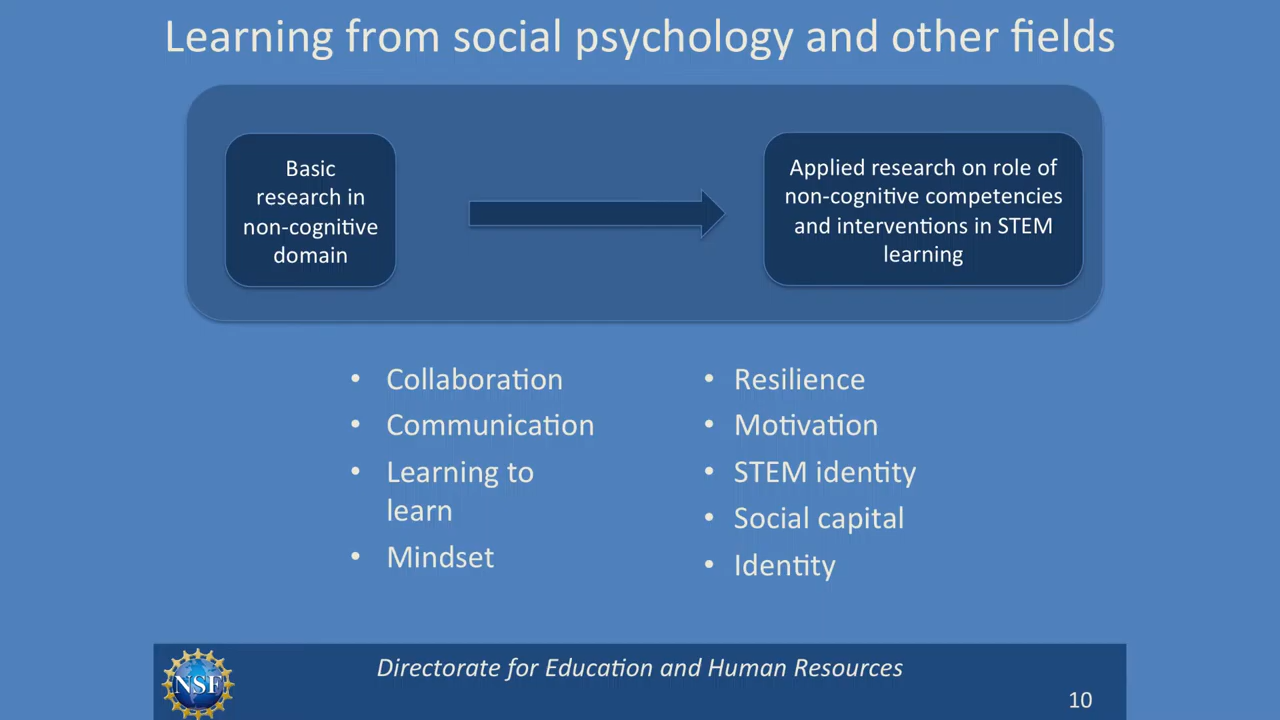 Learning from social psychology and other fields
Basic
research in
non-cognitive
domain
Applied research on role of
non-cognitive competencies
and interventions in STEM
learning
• Collaboration
• Communication
• Learning to
learn
• Mindset
• Resilience
• Motivation
• STEM identity
• Social capital
• Identity
NSF
Directorate for Education and Human Resources
10